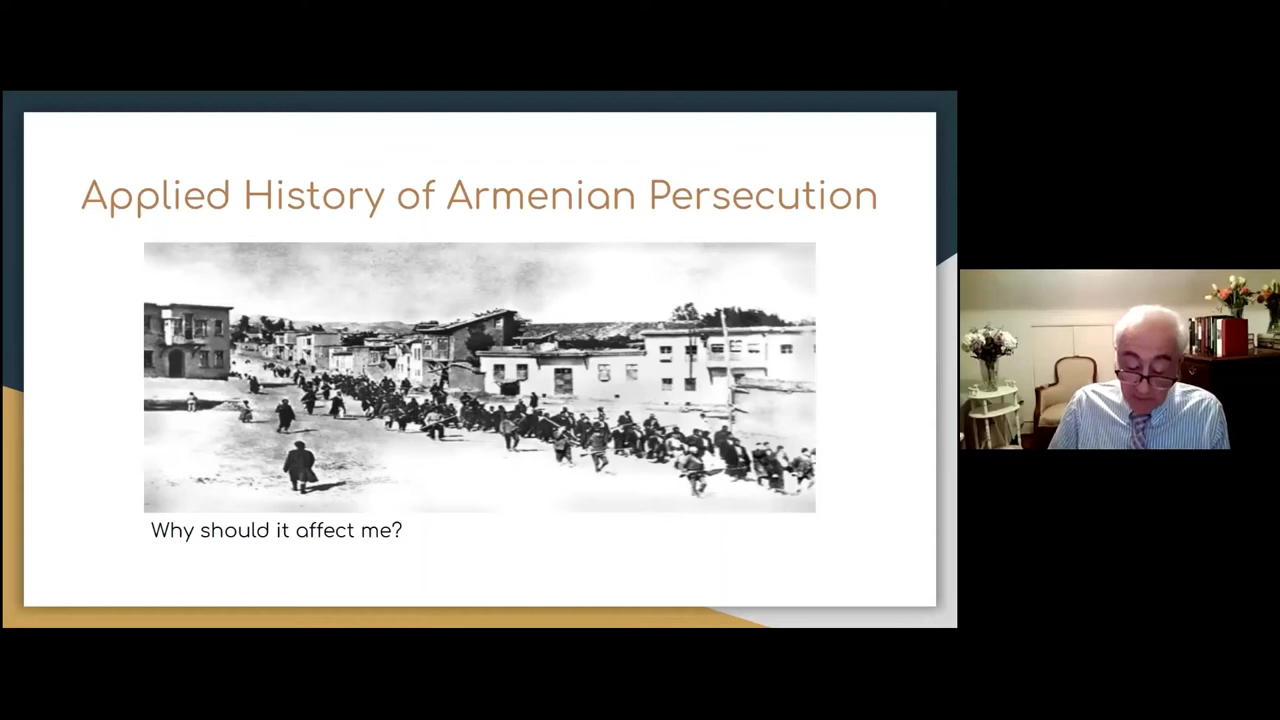 Applied History of Armenian Persecution
Why should it affect me?